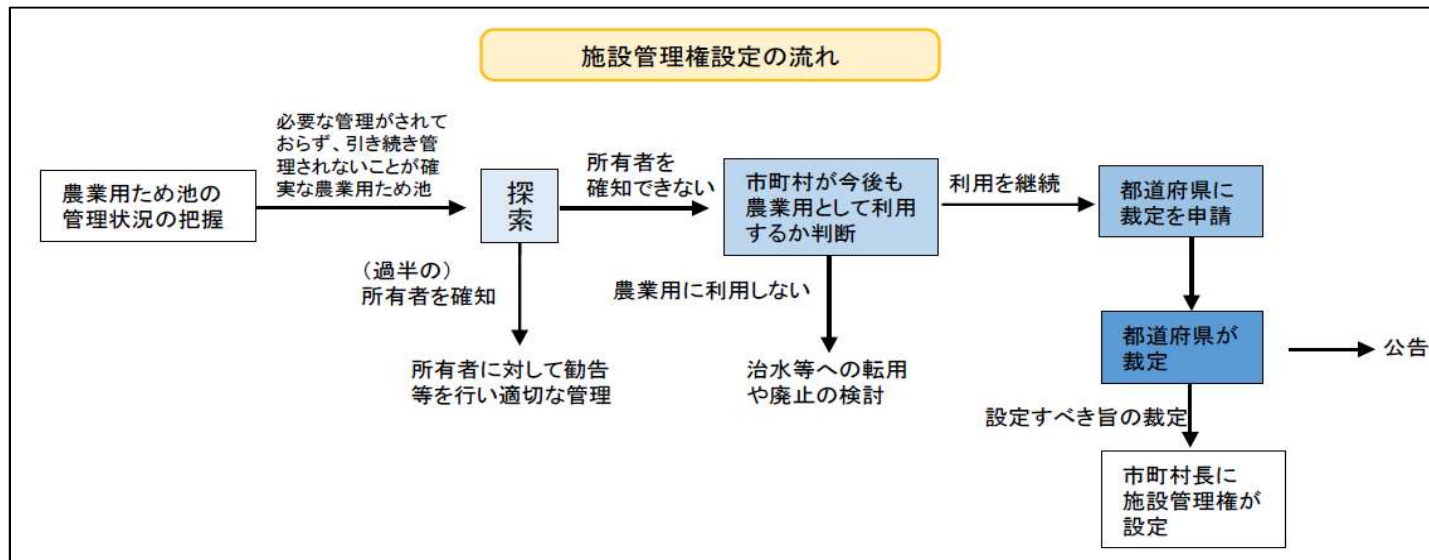 施設管理権設定の流れ
農業用ため池の
管理状況の把握
必要な管理がされて
おらず、引き続き管
理されないことが確
実な農業用ため池
探
索
(過半の)
所有者を確知
所有者に対して勧告
等を行い適切な管理
所有者を
確知できない
市町村が今後も
農業用として利用
するか判断
農業用に利用しない
治水等への転用
や廃止の検討
利用を継続
都道府県に
裁定を申請
都道府県が
裁定
公告
設定すべき旨の裁定
市町村長に
施設管理権が
設定